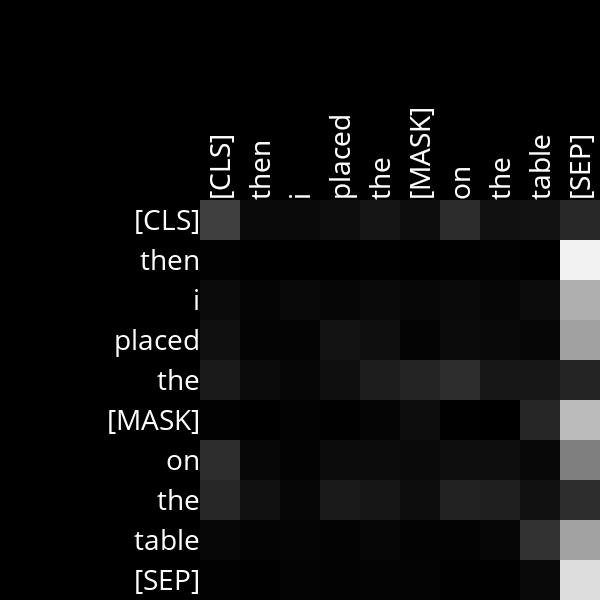 [CLS] then i placed the [MASK] on the table [SEP]
[CLS]
then
i
placed
the
[MASK]
on
the
table
[SEP]